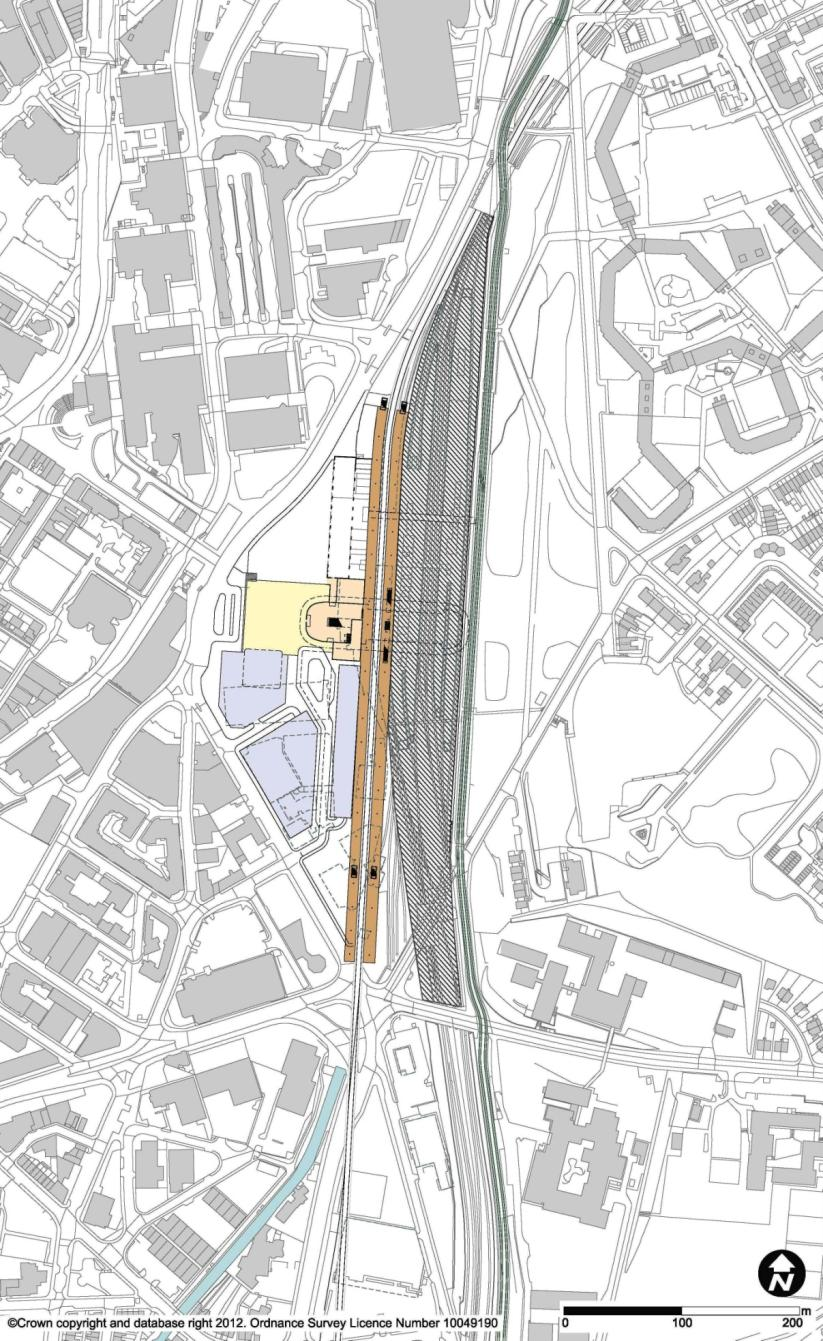 N
m
©Crown copyright and database right 2012. Ordnance Survey Licence Number 10049190
0 100 200